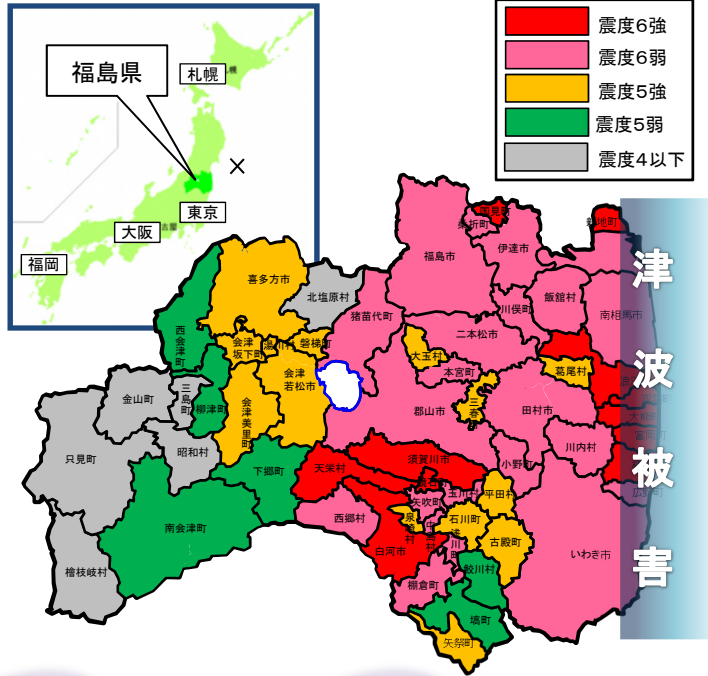 震度6強
震度6弱
震度5強
震度5弱
震度4以下
福島県
札幌
東京
大阪
福岡
津波被害
国見町
桑折町
新地町
伊達市
福島市
喜多方市
北塩原村
猪苗代町
川俣町
飯舘村
南相馬市
西会津町
会津坂下町
湯川村
磐梯町
二本松市
大玉村
本宮町
葛尾村
会津若松市
金山町
三島町
柳津町
会津美里町
郡山市
三春
田村市
川内村
只見町
昭和村
下郷町
天栄村
須賀川市
小野町
矢吹町
玉川村
平田村
南会津町
西郷村
泉崎村
白河市
石川町
古殿町
いわき市
檜枝岐村
棚倉町
鮫川村
塙町
矢祭町